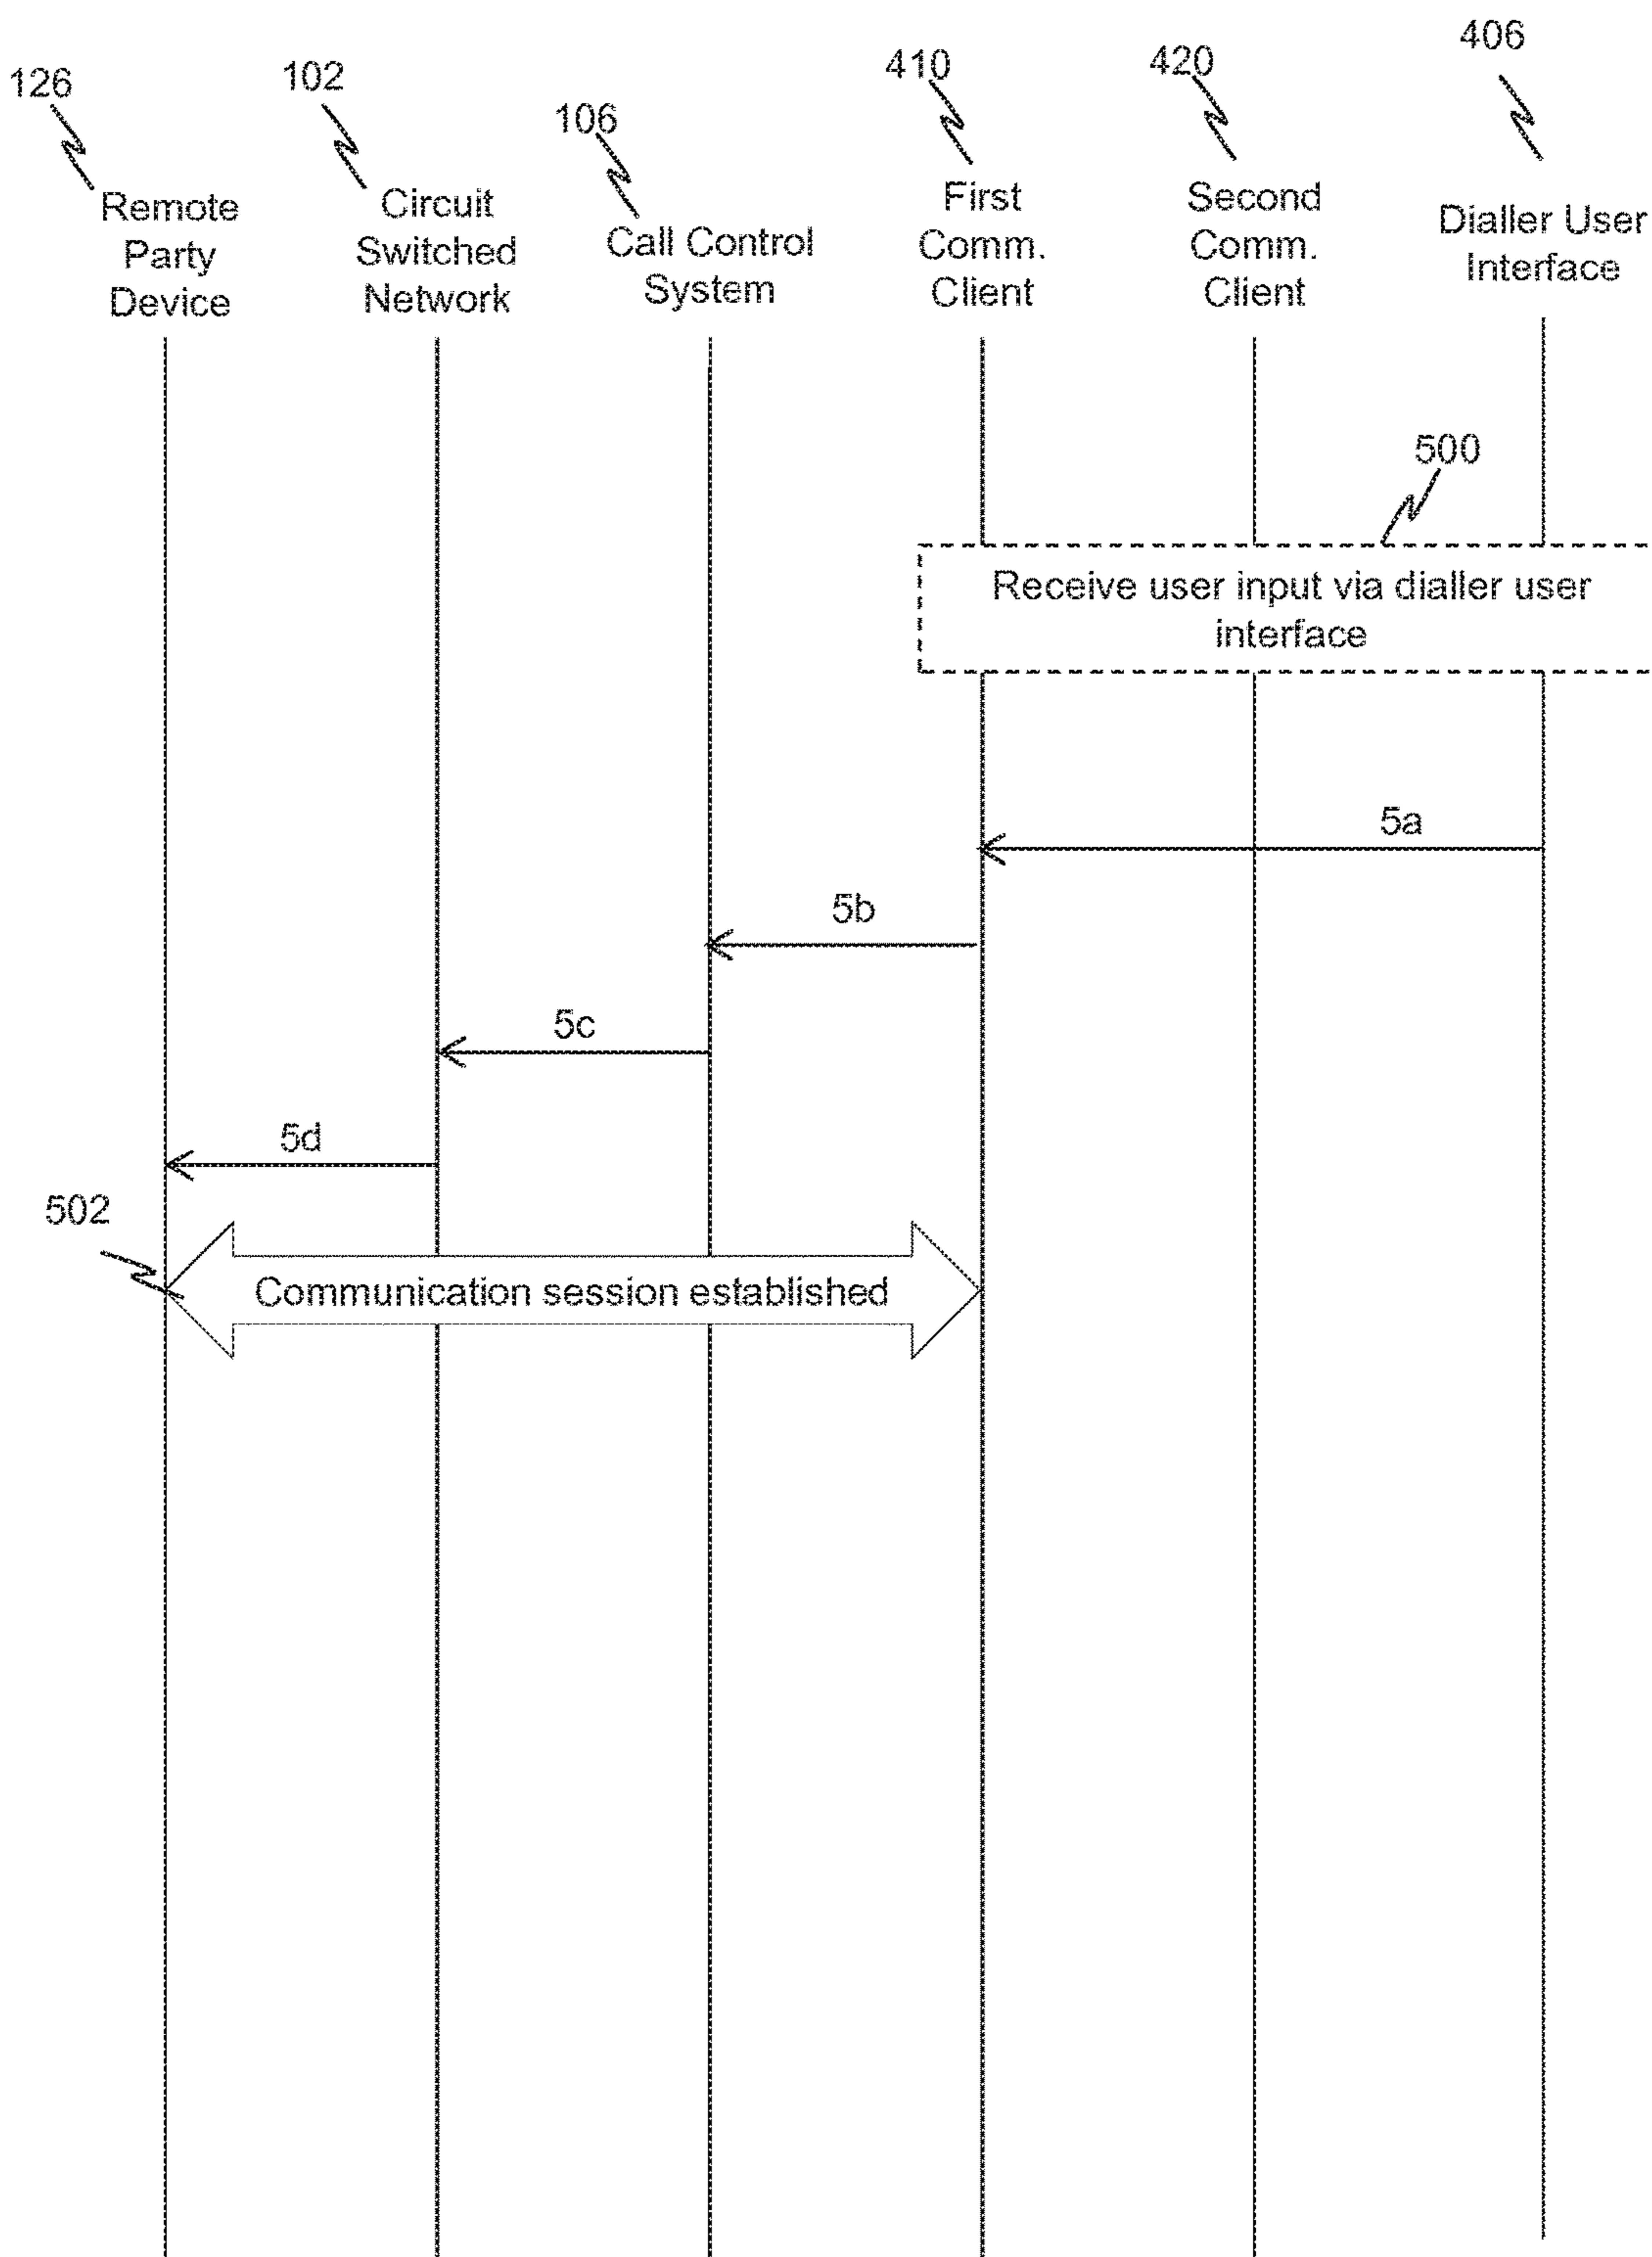 126
102
106
410
420
406
Remote
Party
Device
Circuit
Switched
Network
Call Control
System
First
Comm.
Client
Second
Comm.
Client
Dialler User
Interface
500
Receive user input via dialler user
interface
5a
5b
5c
5d
502
Communication session established